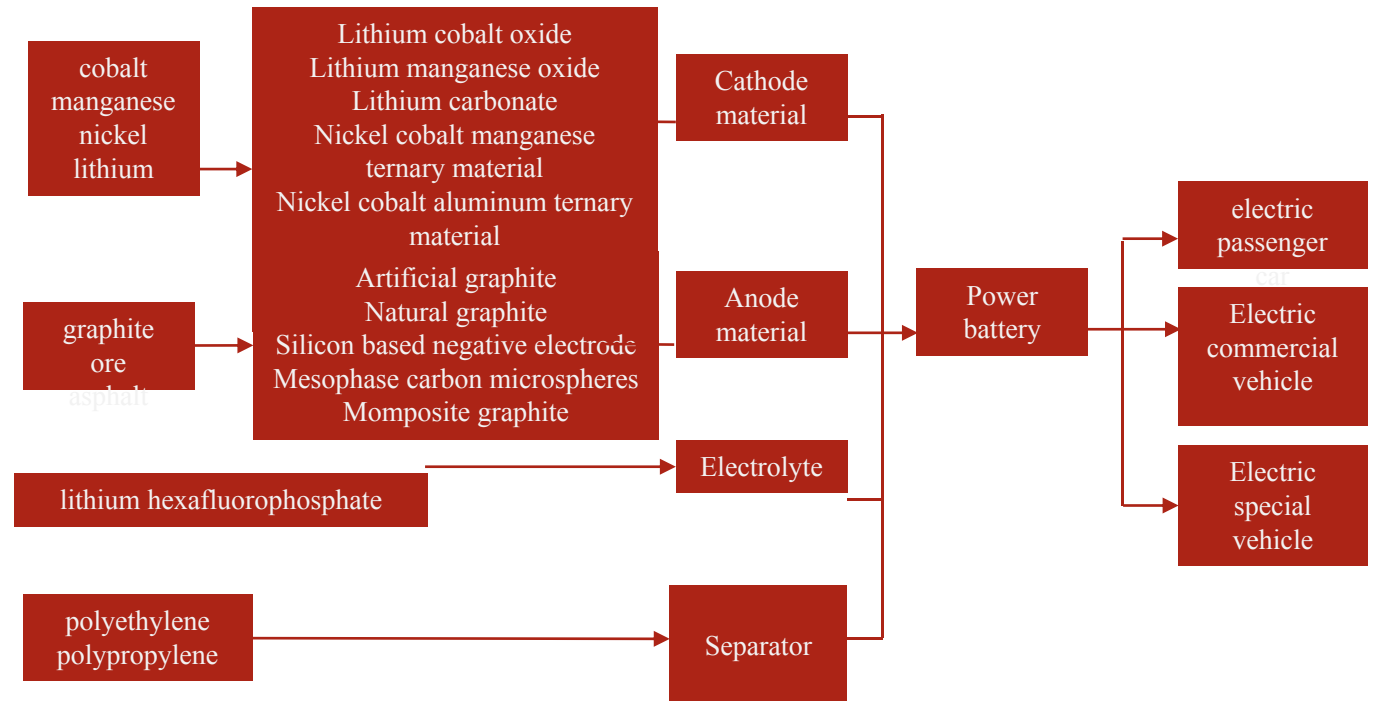 cobalt
manganese
nickel
lithium
Lithium cobalt oxide
Lithium manganese oxide
Lithium carbonate
Nickel cobalt manganese
ternary material
Nickel cobalt aluminum ternary
material
Cathode
material
graphite
ore
asphalt
Artificial graphite
Natural graphite
Silicon based negative electrode
Mesophase carbon microspheres
Momposite graphite
Anode
material
lithium hexafluorophosphate
Electrolyte
polyethylene
polypropylene
Separator
Power
battery
electric
passenger
car
Electric
commercial
vehicle
Electric
special
vehicle